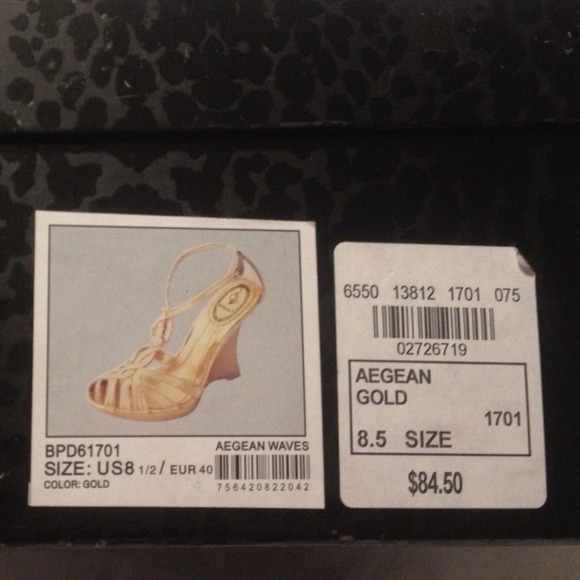 BPD61701
AEGEAN WAVES
SIZE: US8 1/2 / EUR 40
COLOR: GOLD
756420822042
6550 13812 1701 075
02726719
AEGEAN
GOLD
1701
8.5 SIZE
$84.50